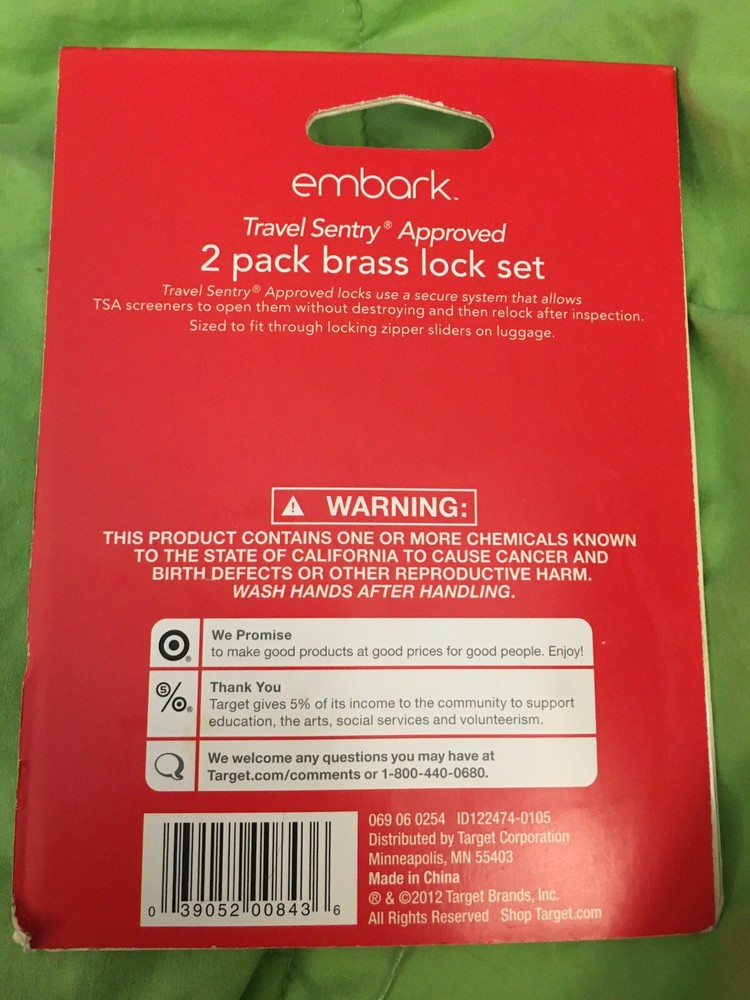 embark™
Travel Sentry® Approved
2 pack brass lock set
Travel Sentry® Approved locks use a secure system that allows
TSA screeners to open them without destroying and then relock after inspection.
Sized to fit through locking zipper sliders on luggage.
WARNING:
THIS PRODUCT CONTAINS ONE OR MORE CHEMICALS KNOWN
TO THE STATE OF CALIFORNIA TO CAUSE CANCER AND
BIRTH DEFECTS OR OTHER REPRODUCTIVE HARM.
WASH HANDS AFTER HANDLING.
We Promise
to make good products at good prices for good people. Enjoy!
5%
Thank You
Target gives 5% of its income to the community to support
education, the arts, social services and volunteerism.
We welcome any questions you may have at
Target.com/comments or 1-800-440-0680.
0 39052 00843 6
069 06 0254 ID122474-0105
Distributed by Target Corporation
Minneapolis, MN 55403
Made in China
® & ©2012 Target Brands, Inc.
All Rights Reserved Shop Target.com